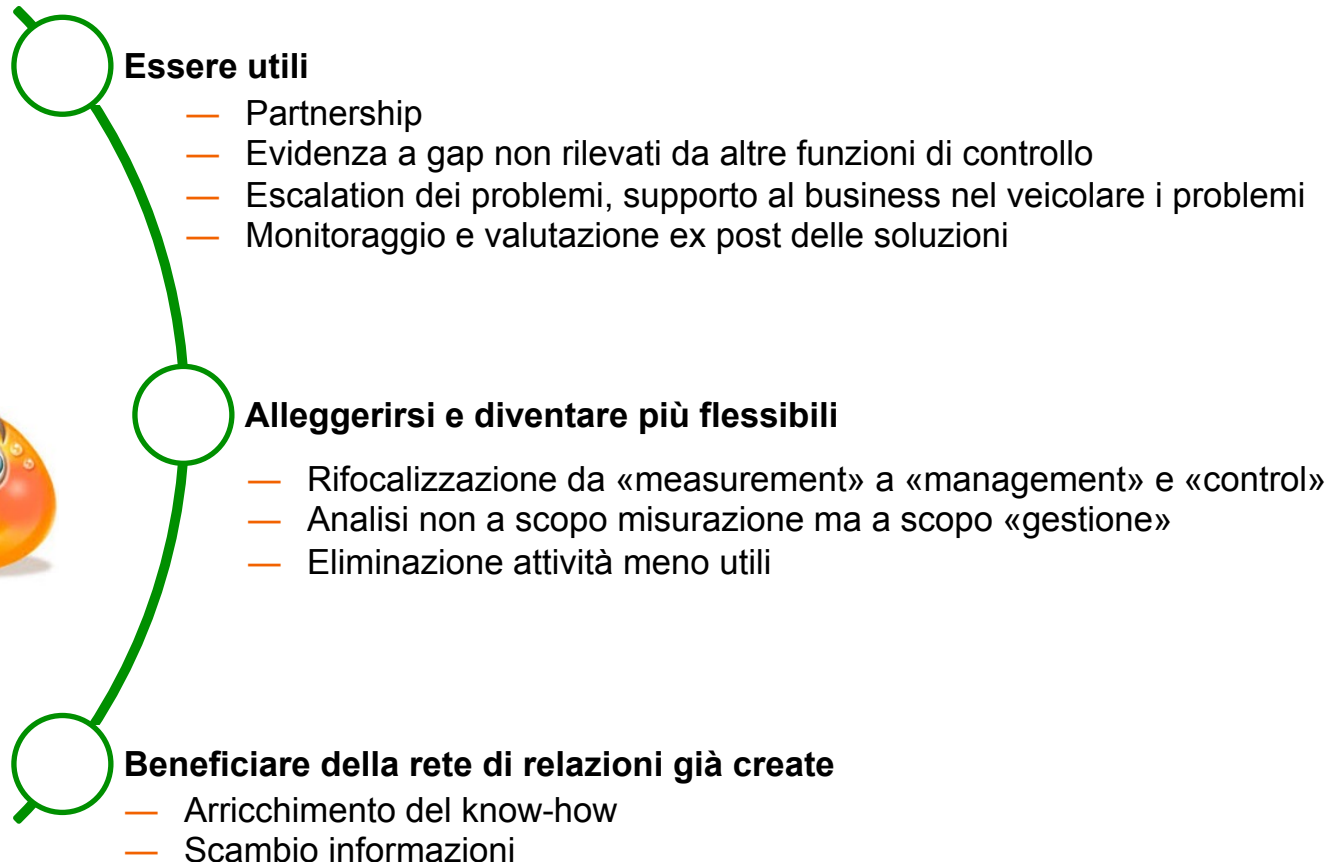 Essere utili
— Partnership
— Evidenza a gap non rilevati da altre funzioni di controllo
— Escalation dei problemi, supporto al business nel veicolare i problemi
— Monitoraggio e valutazione ex post delle soluzioni
Alleggerirsi e diventare più flessibili
— Rifocalizzazione da «measurement» a «management» e «control»
— Analisi non a scopo misurazione ma a scopo «gestione»
— Eliminazione attività meno utili
Beneficiare della rete di relazioni già create
— Arricchimento del know-how
— Scambio informazioni